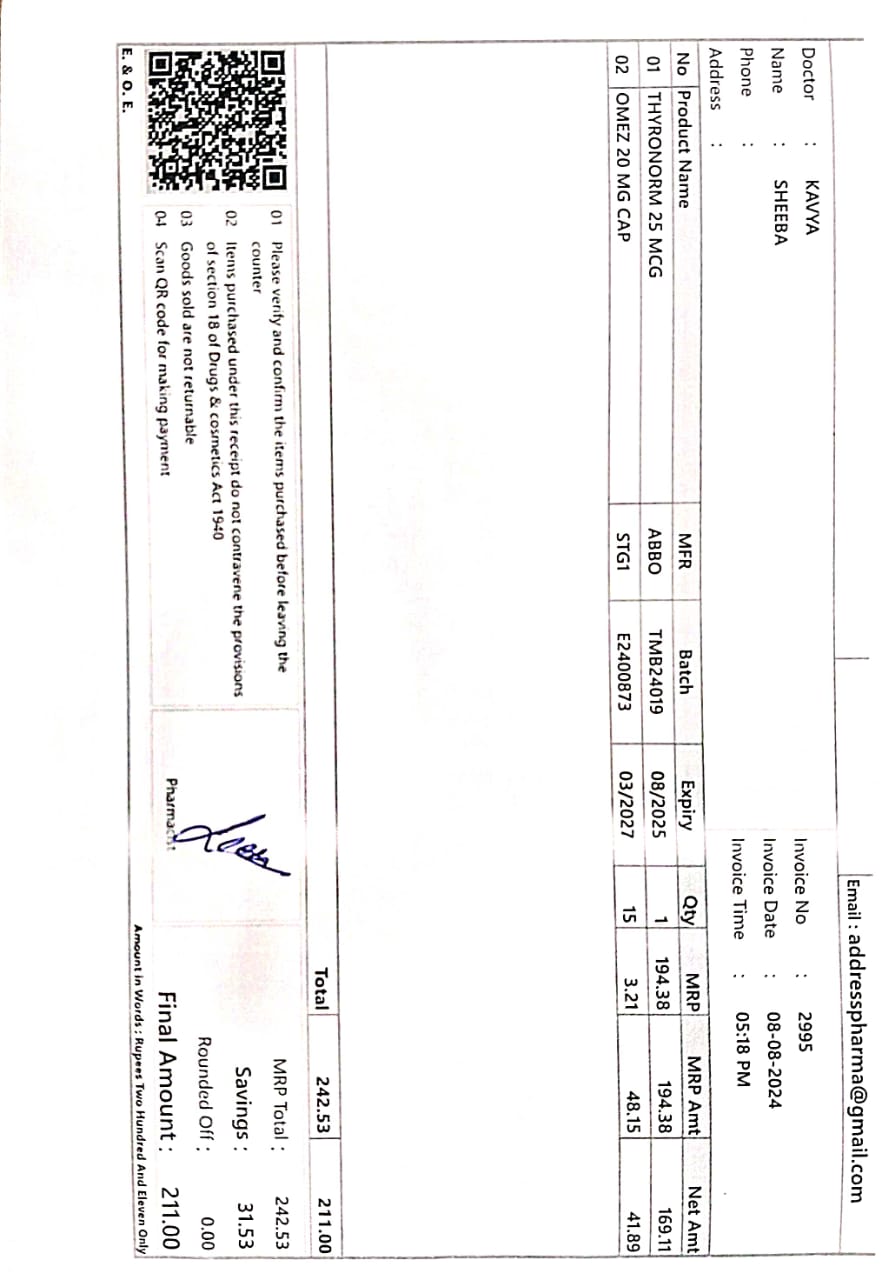 Email : addresspharma@gmail.com
Doctor : KAVYA
Name : SHEEBA
Phone :
Address :
Invoice No : 2995
Invoice Date : 08-08-2024
Invoice Time : 05:18 PM
No Product Name MFR Batch Expiry Qty MRP MRP Amt Net Amt
01 THYRONORM 25 MCG ABBO TMB24019 08/2025 1 194.38 194.38 169.11
02 OMEZ 20 MG CAP STG1 E2400873 03/2027 15 3.21 48.15 41.89
Total 242.53 211.00
01 Please verify and confirm the items purchased before leaving the
counter
02 Items purchased under this receipt do not contravene the provisions
of section 18 of Drugs & cosmetics Act 1940
03 Goods sold are not returnable
04 Scan QR code for making payment
E. & O. E.
Pharmacist
MRP Total : 242.53
Savings : 31.53
Rounded Off : 0.00
Final Amount : 211.00
Amount in Words : Rupees Two Hundred And Eleven Only